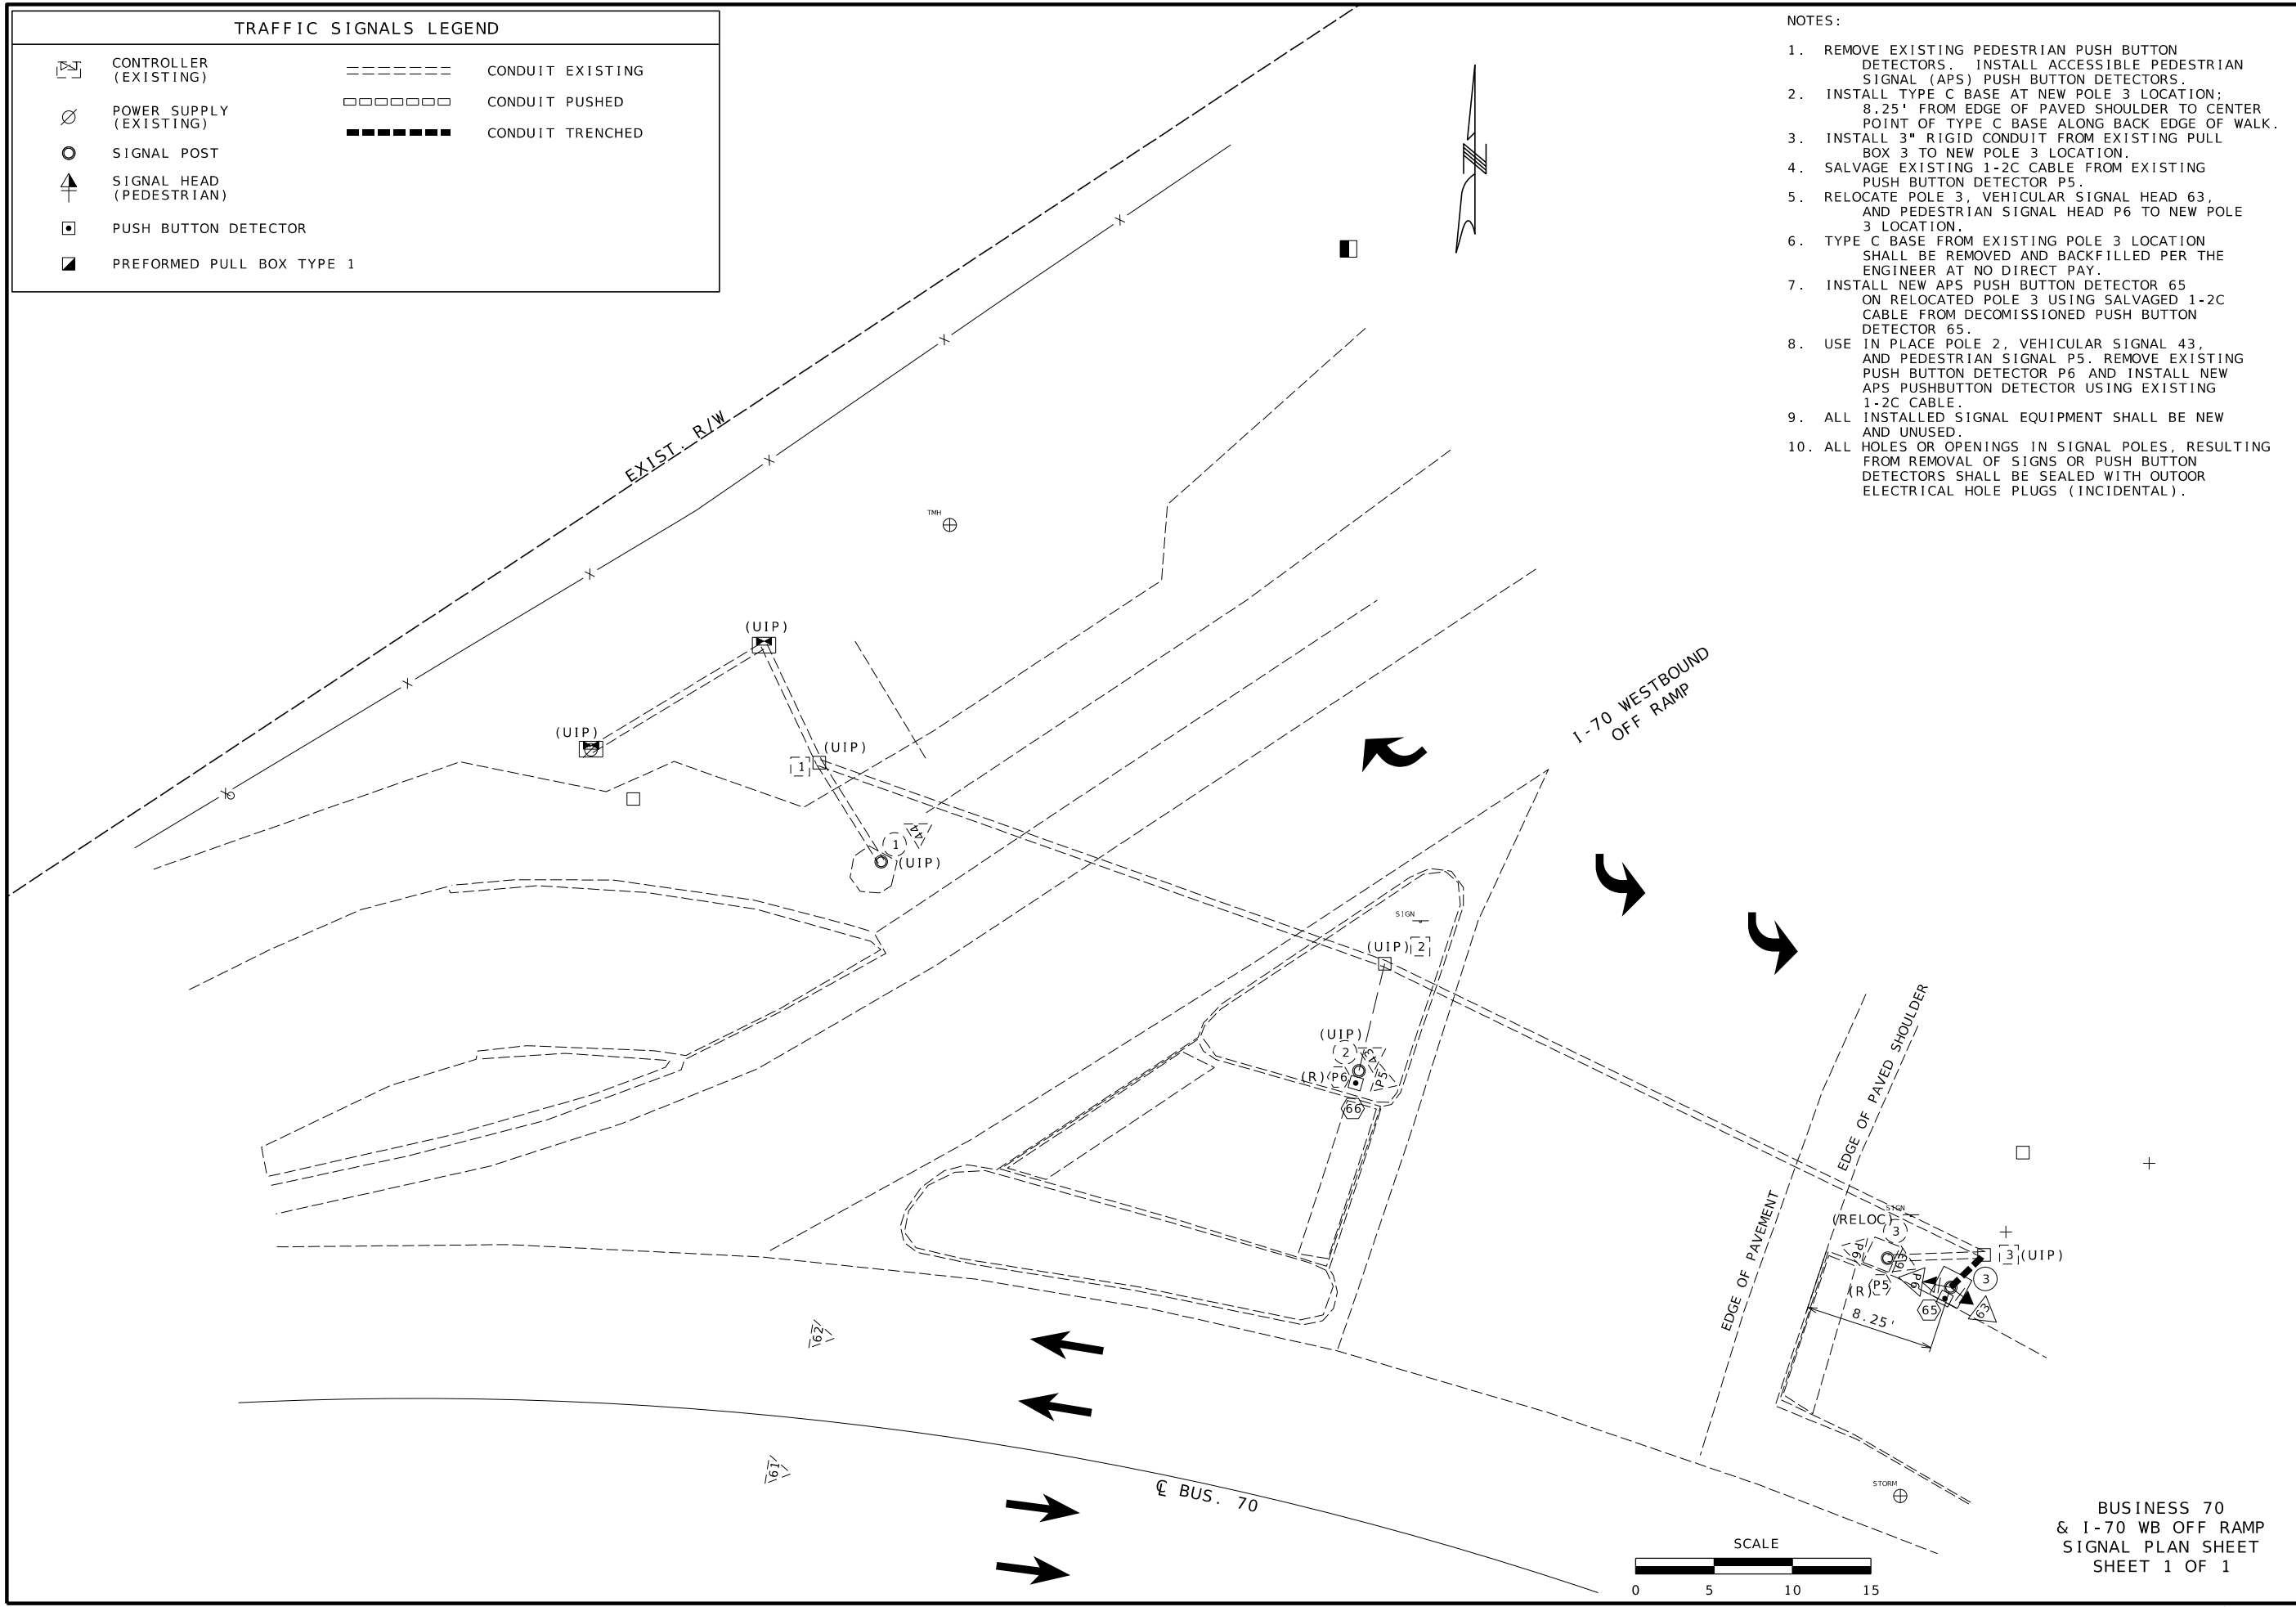 TRAFFIC SIGNALS LEGEND
CONTROLLER
(EXISTING)
POWER SUPPLY
(EXISTING)
SIGNAL POST
SIGNAL HEAD
(PEDESTRIAN)
PUSH BUTTON DETECTOR
PREFORMED PULL BOX TYPE 1
CONDUIT EXISTING
CONDUIT PUSHED
CONDUIT TRENCHED
NOTES:
1. REMOVE EXISTING PEDESTRIAN PUSH BUTTON
DETECTORS. INSTALL ACCESSIBLE PEDESTRIAN
SIGNAL (APS) PUSH BUTTON DETECTORS.
2. INSTALL TYPE C BASE AT NEW POLE 3 LOCATION;
8.25' FROM EDGE OF PAVED SHOULDER TO CENTER
POINT OF TYPE C BASE ALONG BACK EDGE OF WALK.
3. INSTALL 3" RIGID CONDUIT FROM EXISTING PULL
BOX 3 TO NEW POLE 3 LOCATION.
4. SALVAGE EXISTING 1-2C CABLE FROM EXISTING
PUSH BUTTON DETECTOR P5.
5. RELOCATE POLE 3, VEHICULAR SIGNAL HEAD 63,
AND PEDESTRIAN SIGNAL HEAD P6 TO NEW POLE
3 LOCATION.
6. TYPE C BASE FROM EXISTING POLE 3 LOCATION
SHALL BE REMOVED AND BACKFILLED PER THE
ENGINEER AT NO DIRECT PAY.
7. INSTALL NEW APS PUSH BUTTON DETECTOR 65
ON RELOCATED POLE 3 USING SALVAGED 1-2C
CABLE FROM DECOMISSIONED PUSH BUTTON
DETECTOR 65.
8. USE IN PLACE POLE 2, VEHICULAR SIGNAL 43,
AND PEDESTRIAN SIGNAL P5. REMOVE EXISTING
PUSH BUTTON DETECTOR P6 AND INSTALL NEW
APS PUSHBUTTON DETECTOR USING EXISTING
1-2C CABLE.
9. ALL INSTALLED SIGNAL EQUIPMENT SHALL BE NEW
AND UNUSED.
10. ALL HOLES OR OPENINGS IN SIGNAL POLES, RESULTING
FROM REMOVAL OF SIGNS OR PUSH BUTTON
DETECTORS SHALL BE SEALED WITH OUTOOR
ELECTRICAL HOLE PLUGS (INCIDENTAL).
N
EXIST. R/W
TMH
(UIP)
(UIP)
(UIP)
1
44
1
(UIP)
I-70 WESTBOUND
OFF RAMP
SIGN
(UIP) 2
(UIP)
2
43
(R) P6
P5
66
EDGE OF PAVEMENT
EDGE OF PAVED SHOULDER
SIGN
(RELOC)
3
P6
63
3 (UIP)
(R) P5
P6
3
65
63
8.25'
62
61
℄ BUS. 70
STORM
SCALE
0 5 10 15
BUSINESS 70
& I-70 WB OFF RAMP
SIGNAL PLAN SHEET
SHEET 1 OF 1